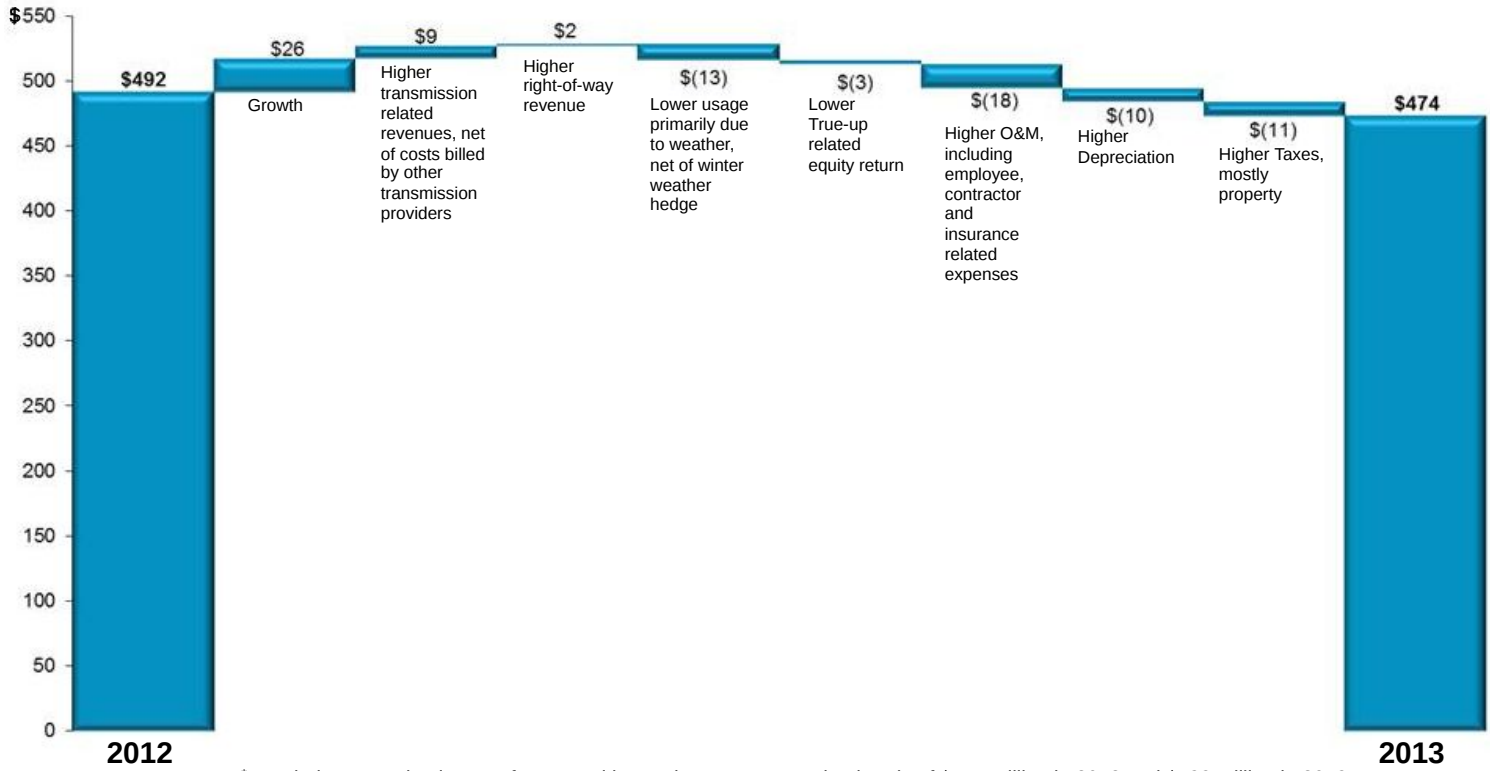 $550
500
450
400
350
300
250
200
150
100
50
0
$492
$26
Growth
$9
Higher
transmission
related
revenues, net
of costs billed
by other
transmission
providers
$2
Higher
right-of-way
revenue
$(13)
Lower usage
primarily due
to weather,
net of winter
weather
hedge
$(3)
Lower
True-up
related
equity return
$(18)
Higher O&M,
including
employee,
contractor
and
insurance
related
expenses
$(10)
Higher
Depreciation
$(11)
Higher Taxes,
mostly
property
$474
2012
2013